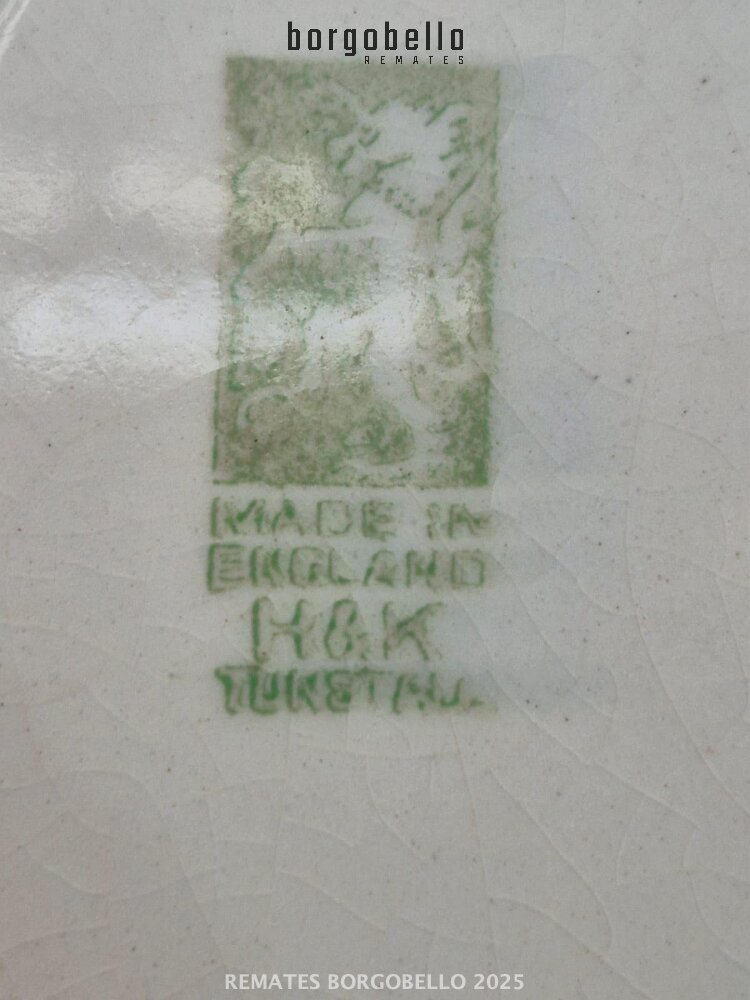 borgobello
REMATES
MADE IN
ENGLAND
H&K
TUNSTALL
REMATES BORGOBELLO 2025